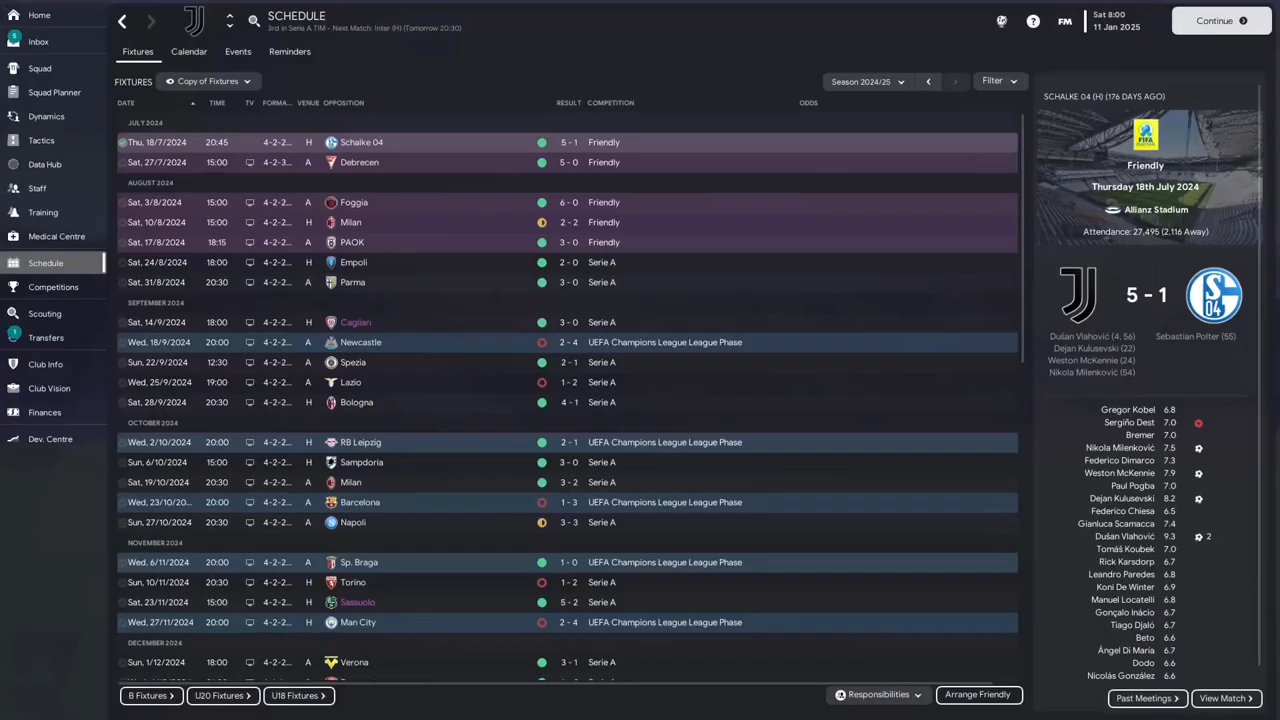 Home
SCHEDULE
3rd in Serie A TIM - Next Match: Inter (H) (Tomorrow 20:30)
FM
Sat 8:00
11 Jan 2025
Continue
5
Inbox
Squad
Squad Planner
Dynamics
Tactics
Data Hub
Staff
Training
Medical Centre
Schedule
Competitions
Scouting
1
Transfers
Club Info
Club Vision
Finances
Dev. Centre
Fixtures Calendar Events Reminders
FIXTURES Copy of Fixtures Season 2024/25 Filter
DATE TIME TV FORMA... VENUE OPPOSITION RESULT COMPETITION ODDS
JULY 2024
Thu, 18/7/2024 20:45 4-2-2... H Schalke 04 5 - 1 Friendly
Sat, 27/7/2024 15:00 4-2-3... A Debrecen 5 - 0 Friendly
AUGUST 2024
Sat, 3/8/2024 15:00 4-2-2... A Foggia 6 - 0 Friendly
Sat, 10/8/2024 15:00 4-2-2... H Milan 2 - 2 Friendly
Sat, 17/8/2024 18:15 4-2-3... A PAOK 3 - 0 Friendly
Sat, 24/8/2024 18:00 4-2-2... H Empoli 2 - 0 Serie A
Sat, 31/8/2024 20:30 4-2-2... A Parma 3 - 0 Serie A
SEPTEMBER 2024
Sat, 14/9/2024 18:00 4-2-2... H Cagliari 3 - 0 Serie A
Wed, 18/9/2024 20:00 4-2-2... H Newcastle 2 - 4 UEFA Champions League League Phase
Sun, 22/9/2024 12:30 4-2-2... A Spezia 2 - 1 Serie A
Wed, 25/9/2024 19:00 4-2-2... A Lazio 1 - 2 Serie A
Sat, 28/9/2024 20:30 4-2-2... H Bologna 4 - 1 Serie A
OCTOBER 2024
Wed, 2/10/2024 20:00 4-2-2... H RB Leipzig 2 - 1 UEFA Champions League League Phase
Sun, 6/10/2024 15:00 4-2-2... H Sampdoria 3 - 0 Serie A
Sat, 19/10/2024 20:30 4-2-2... A Milan 3 - 2 Serie A
Wed, 23/10/20... 20:00 4-2-2... A Barcelona 1 - 3 UEFA Champions League League Phase
Sun, 27/10/2024 20:30 4-2-2... A Napoli 3 - 3 Serie A
NOVEMBER 2024
Wed, 6/11/2024 20:00 4-2-2... A Sp. Braga 1 - 0 UEFA Champions League League Phase
Sun, 10/11/2024 20:30 4-2-2... H Torino 1 - 2 Serie A
Sat, 23/11/2024 15:00 4-2-2... H Sassuolo 5 - 2 Serie A
Wed, 27/11/2024 20:00 4-2-2... H Man City 2 - 4 UEFA Champions League League Phase
DECEMBER 2024
Sun, 1/12/2024 18:00 4-2-2... A Verona 3 - 1 Serie A
B Fixtures U20 Fixtures U18 Fixtures Responsibilities Arrange Friendly
SCHALKE 04 (H) (176 DAYS AGO)
FIFA
Friendly
Thursday 18th July 2024
Allianz Stadium
Attendance: 27,495 (2,116 Away)
5 - 1
Dušan Vlahović (4, 56) Sebastian Polter (55)
Dejan Kulusevski (22)
Weston McKennie (24)
Nikola Milenković (54)
Gregor Kobel 6.8
Sergiño Dest 7.0
Bremer 7.0
Nikola Milenković 7.5
Federico Dimarco 7.3
Weston McKennie 7.9
Paul Pogba 7.0
Dejan Kulusevski 8.2
Federico Chiesa 6.5
Gianluca Scamacca 7.4
Dušan Vlahović 9.3 2
Tomáš Koubek 7.0
Rick Karsdorp 6.7
Leandro Paredes 6.8
Koni De Winter 6.9
Manuel Locatelli 6.8
Gonçalo Inácio 6.7
Tiago Djaló 6.7
Beto 6.6
Ángel Di María 6.7
Dodo 6.6
Nicolás González 6.6
Past Meetings View Match